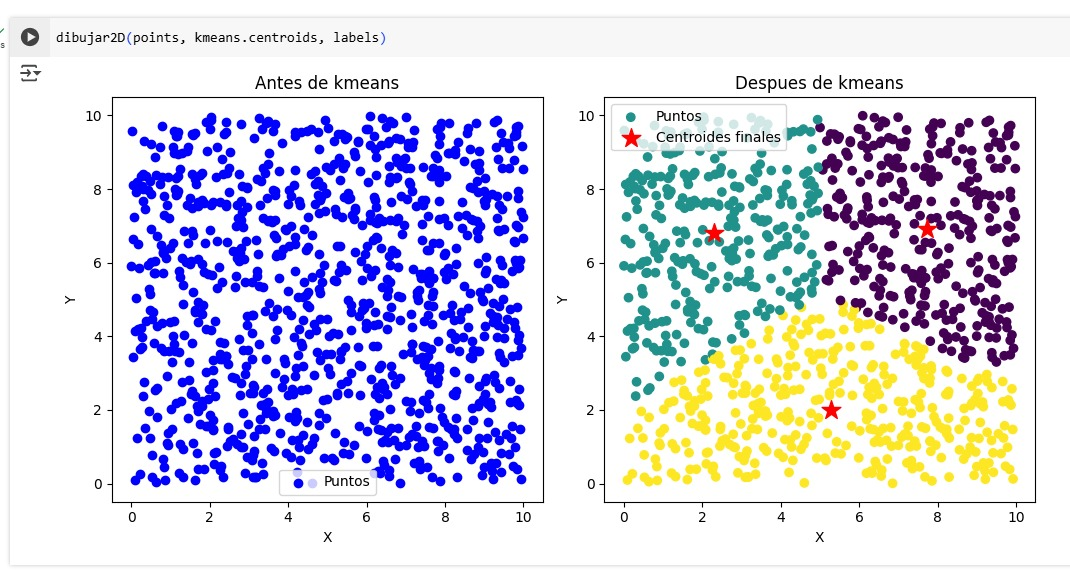 dibujar2D(points, kmeans.centroids, labels)
s
Antes de kmeans
Y
10
8
6
4
2
0
Puntos
0 2 4 6 8 10
X
Despues de kmeans
Puntos
Centroides finales
Y
10
8
6
4
2
0
0 2 4 6 8 10
X